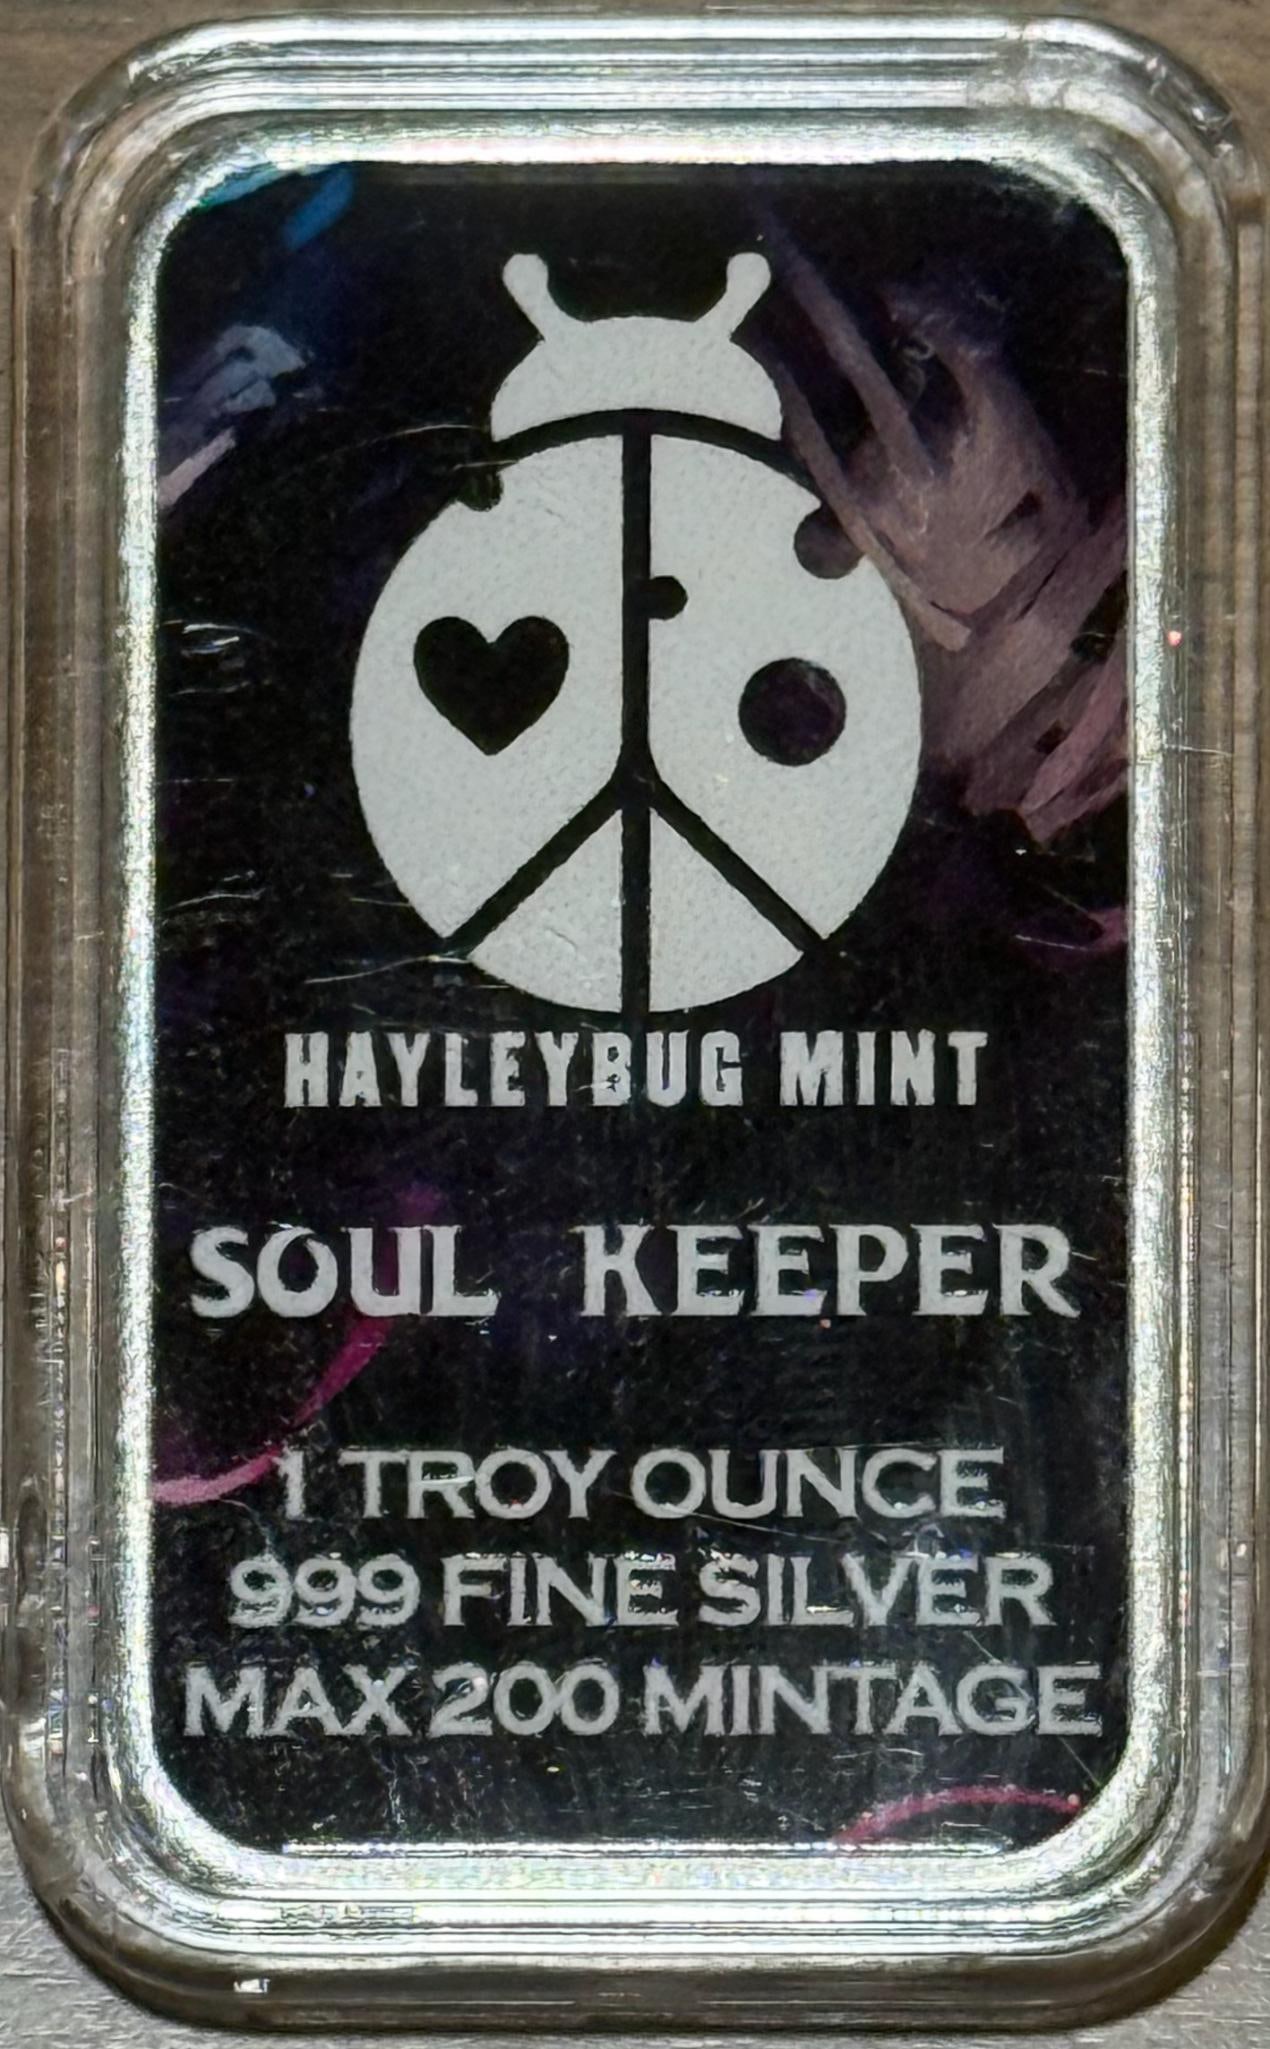 HAYLEYBUG MINT
SOUL KEEPER
1 TROY OUNCE
999 FINE SILVER
MAX 200 MINTAGE